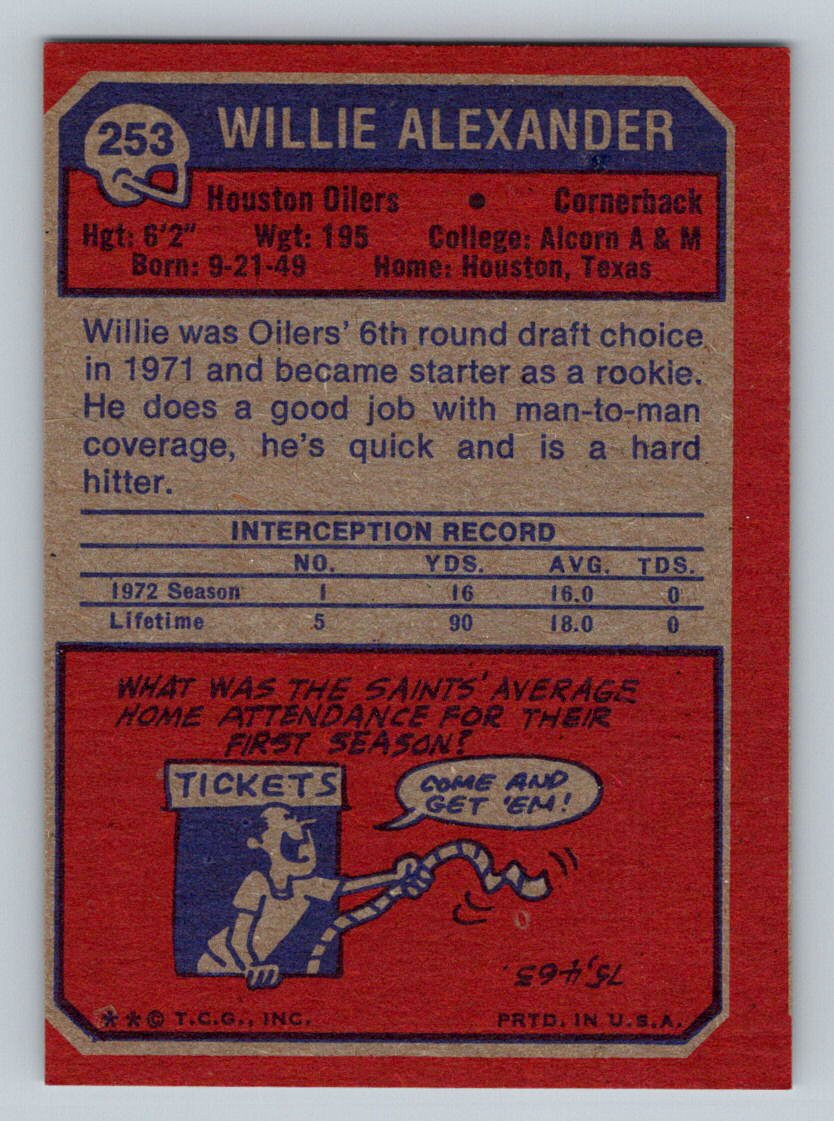 253 WILLIE ALEXANDER
Houston Oilers • Cornerback
Hgt: 6'2" Wgt: 195 College: Alcorn A & M
Born: 9-21-49 Home: Houston, Texas
Willie was Oilers' 6th round draft choice
in 1971 and became starter as a rookie.
He does a good job with man-to-man
coverage, he's quick and is a hard
hitter.
INTERCEPTION RECORD
NO. YDS. AVG. TDS.
1972 Season 1 16 16.0 0
Lifetime 5 90 18.0 0
WHAT WAS THE SAINTS' AVERAGE
HOME ATTENDANCE FOR THEIR
FIRST SEASON?
TICKETS
COME AND
GET 'EM!
75,463.
**© T.C.G., INC. PRTD. IN U.S.A.